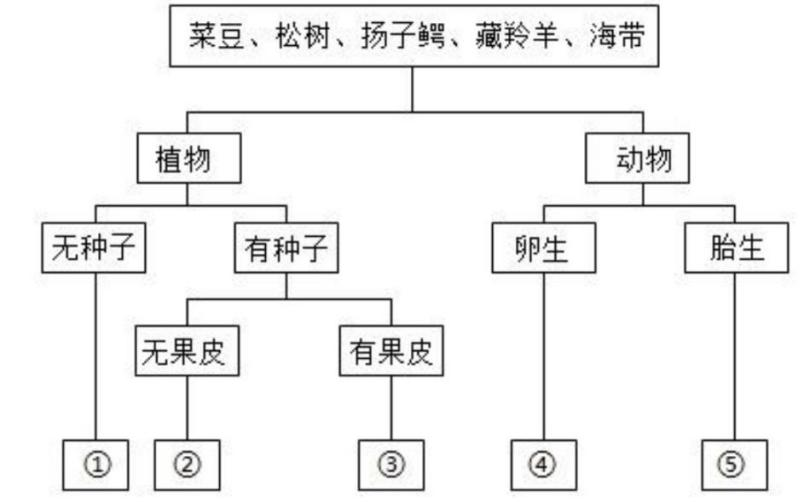 菜豆、松树、扬子鳄、藏羚羊、海带
植物
动物
无种子
有种子
卵生
胎生
无果皮
有果皮
①
②
③
④
⑤